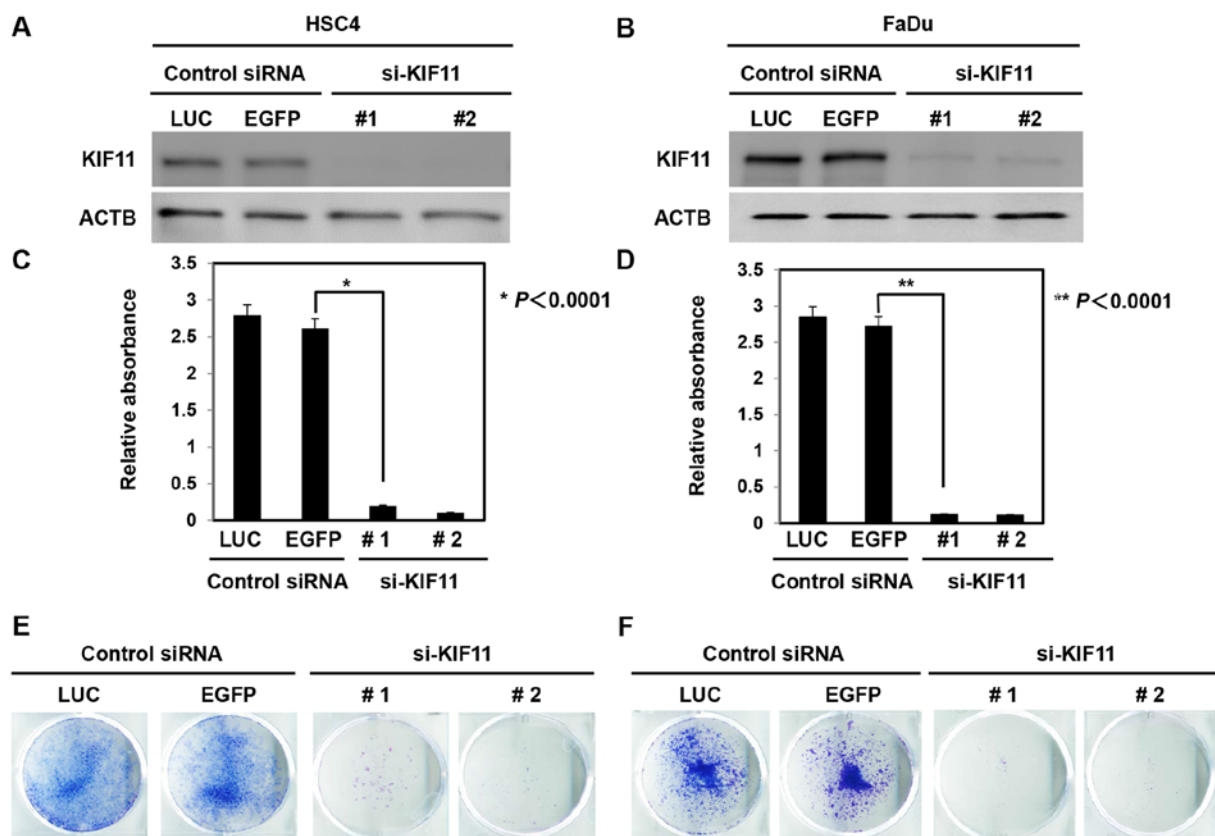 A HSC4
Control siRNA si-KIF11
LUC EGFP #1 #2
KIF11
ACTB
B FaDu
Control siRNA si-KIF11
LUC EGFP #1 #2
KIF11
ACTB
C
Relative absorbance
3.5
3
2.5
2
1.5
1
0.5
0
*
* P<0.0001
LUC EGFP # 1 # 2
Control siRNA si-KIF11
D
Relative absorbance
3.5
3
2.5
2
1.5
1
0.5
0
**
** P<0.0001
LUC EGFP #1 # 2
Control siRNA si-KIF11
E
Control siRNA si-KIF11
LUC EGFP # 1 # 2
F
Control siRNA si-KIF11
LUC EGFP # 1 # 2